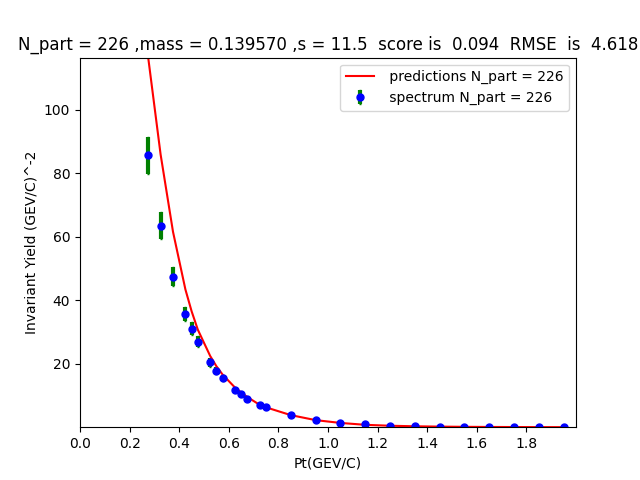 N_part = 226 ,mass = 0.139570 ,s = 11.5  score is  0.094  RMSE  is  4.618
predictions N_part = 226
spectrum N_part = 226
Invariant Yield (GEV/C)^-2
100
80
60
40
20
0.0 0.2 0.4 0.6 0.8 1.0 1.2 1.4 1.6 1.8
Pt(GEV/C)